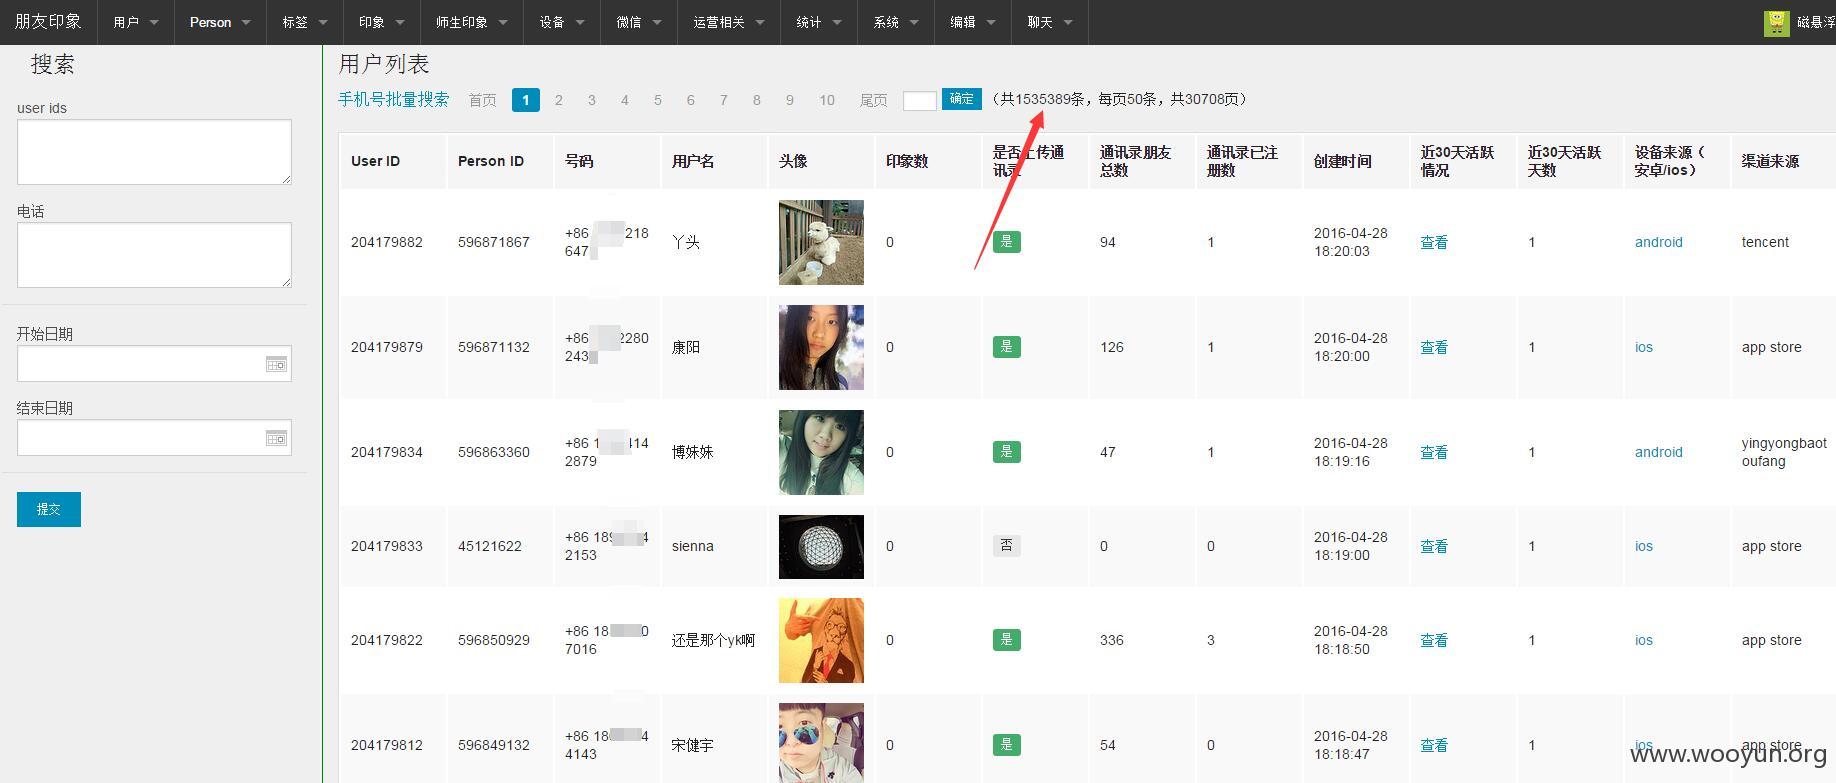 朋友印象 用户 Person 标签 印象 师生印象 设备 微信 运营相关 统计 系统 编辑 聊天 磁悬浮
搜索
user ids
电话
开始日期
结束日期
提交
用户列表
手机号批量搜索 首页 1 2 3 4 5 6 7 8 9 10 尾页 确定 (共1535389条，每页50条，共30708页)
User ID Person ID 号码 用户名 头像 印象数 是否上传通讯录 通讯录朋友总数 通讯录已注册数 创建时间 近30天活跃情况 近30天活跃天数 设备来源（安卓/ios） 渠道来源
204179882 596871867 +86 218 647 丫头 0 是 94 1 2016-04-28 18:20:03 查看 1 android tencent
204179879 596871132 +86 2280 243 康阳 0 是 126 1 2016-04-28 18:20:00 查看 1 ios app store
204179834 596863360 +86 1 414 2879 博妹妹 0 是 47 1 2016-04-28 18:19:16 查看 1 android yingyongbaotoufang
204179833 45121622 +86 189 4 2153 sienna 0 否 0 0 2016-04-28 18:19:00 查看 1 ios app store
204179822 596850929 +86 18 0 7016 还是那个yk啊 0 是 336 3 2016-04-28 18:18:50 查看 1 ios app store
204179812 596849132 +86 18 4 4143 宋健宇 0 是 54 0 2016-04-28 18:18:47 查看 1 ios app store
www.wooyun.org